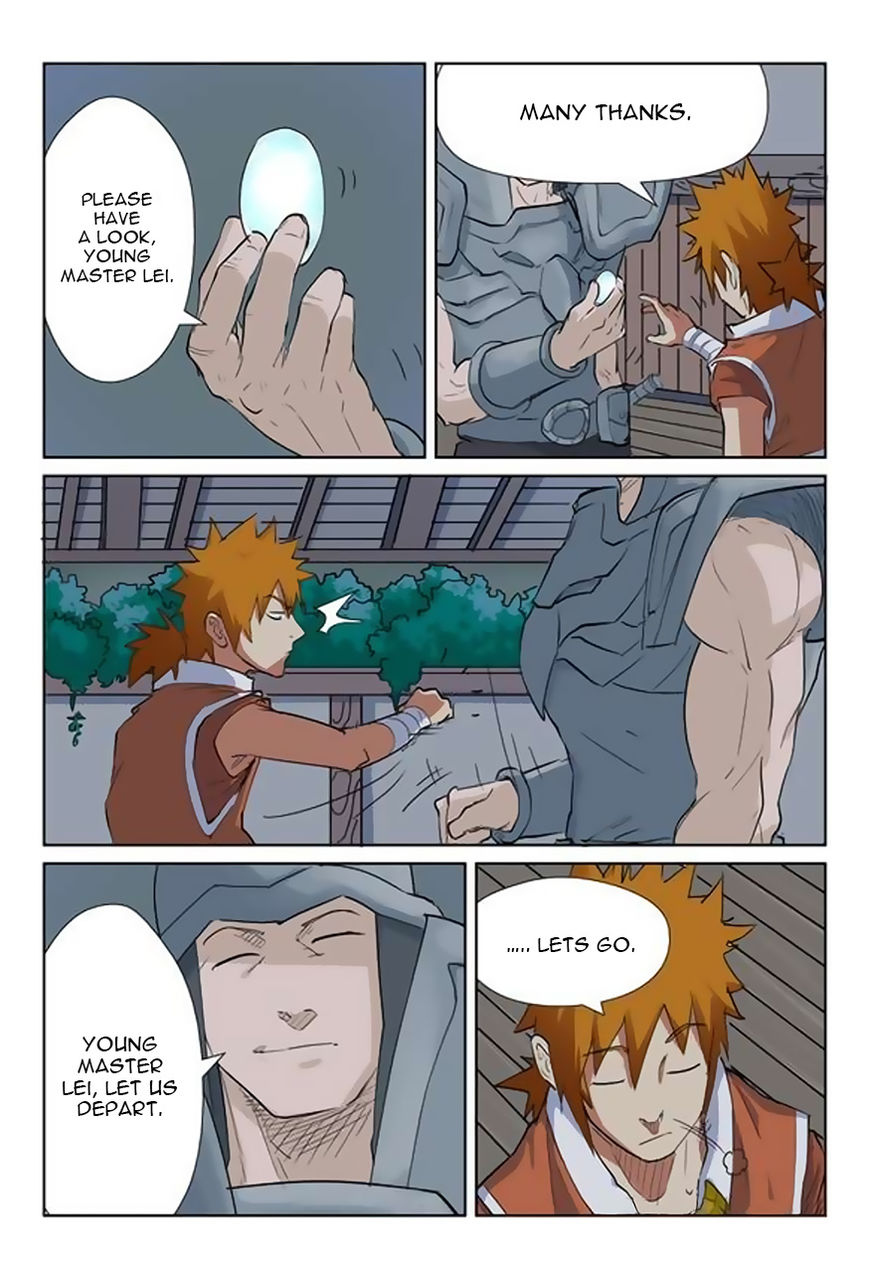 PLEASE
HAVE
A LOOK,
YOUNG
MASTER LEI.
MANY THANKS.
YOUNG
MASTER
LEI, LET US
DEPART.
..... LETS GO.